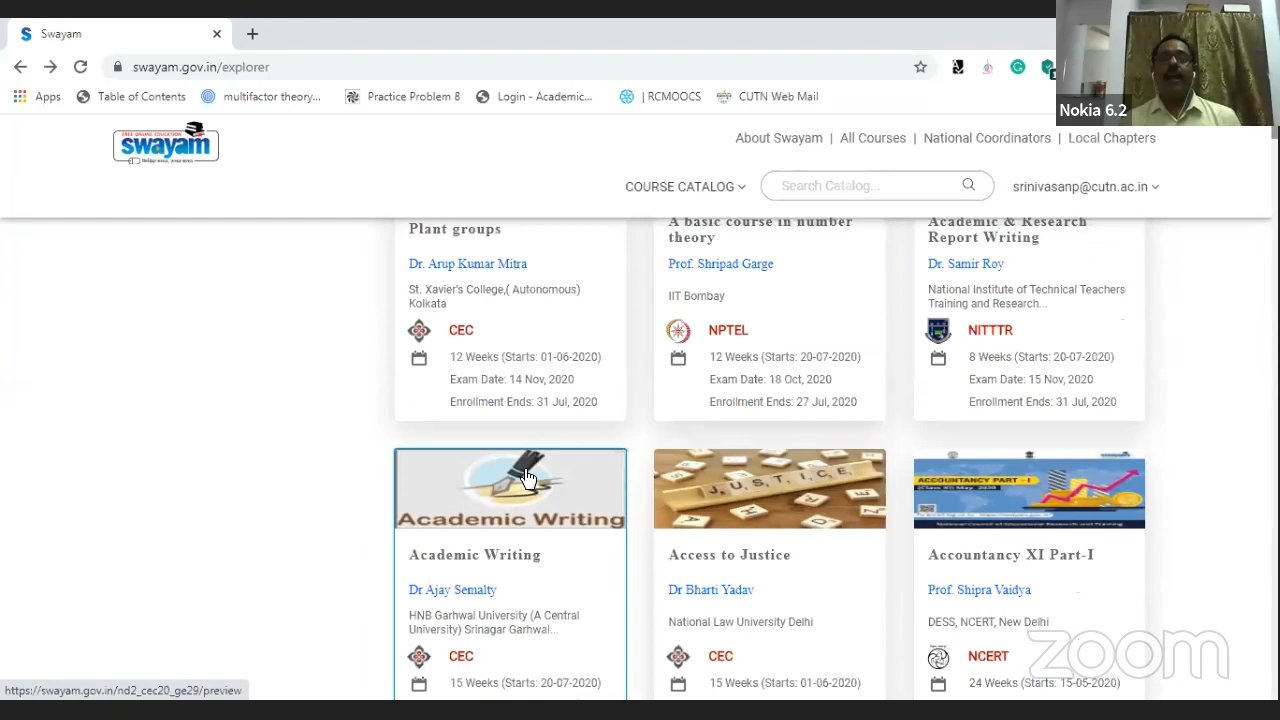 Swayam
swayam.gov.in/explorer
Apps
Table of Contents
multifactor theory...
Practice Problem 8
Login - Academic...
| RCMOOCS
CUTN Web Mail
Nokia 6.2
FREE ONLINE EDUCATION
swayam
About Swayam | All Courses | National Coordinators | Local Chapters
COURSE CATALOG
Search Catalog...
srinivasanp@cutn.ac.in
Plant groups
Dr. Arup Kumar Mitra
St. Xavier's College,( Autonomous)
Kolkata
CEC
12 Weeks (Starts: 01-06-2020)
Exam Date: 14 Nov, 2020
Enrollment Ends: 31 Jul, 2020
A basic course in number
theory
Prof. Shripad Garge
IIT Bombay
NPTEL
12 Weeks (Starts: 20-07-2020)
Exam Date: 18 Oct, 2020
Enrollment Ends: 27 Jul, 2020
Academic & Research
Report Writing
Dr. Samir Roy
National Institute of Technical Teachers
Training and Research...
NITTTR
8 Weeks (Starts: 20-07-2020)
Exam Date: 15 Nov, 2020
Enrollment Ends: 31 Jul, 2020
Academic Writing
Academic Writing
Dr Ajay Semalty
HNB Garhwal University (A Central
University) Srinagar Garhwal...
CEC
15 Weeks (Starts: 20-07-2020)
JUSTICE
Access to Justice
Dr Bharti Yadav
National Law University Delhi
CEC
15 Weeks (Starts: 01-06-2020)
ACCOUNTANCY PART - I
Accountancy XI Part-I
Prof. Shipra Vaidya
DESS, NCERT, New Delhi
NCERT
24 Weeks (Starts: 15-05-2020)
zoom
https://swayam.gov.in/nd2_cec20_ge29/preview